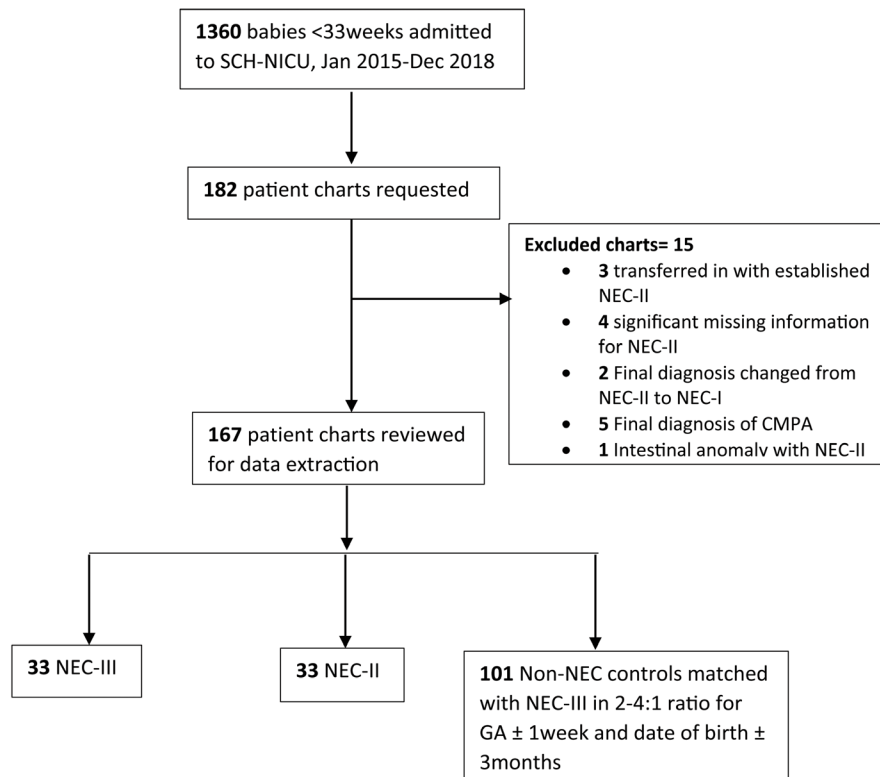 1360 babies <33weeks admitted
to SCH-NICU, Jan 2015-Dec 2018
182 patient charts requested
Excluded charts= 15
• 3 transferred in with established
NEC-II
• 4 significant missing information
for NEC-II
• 2 Final diagnosis changed from
NEC-II to NEC-I
• 5 Final diagnosis of CMPA
• 1 Intestinal anomalv with NEC-II
167 patient charts reviewed
for data extraction
33 NEC-III
33 NEC-II
101 Non-NEC controls matched
with NEC-III in 2-4:1 ratio for
GA ± 1week and date of birth ±
3months